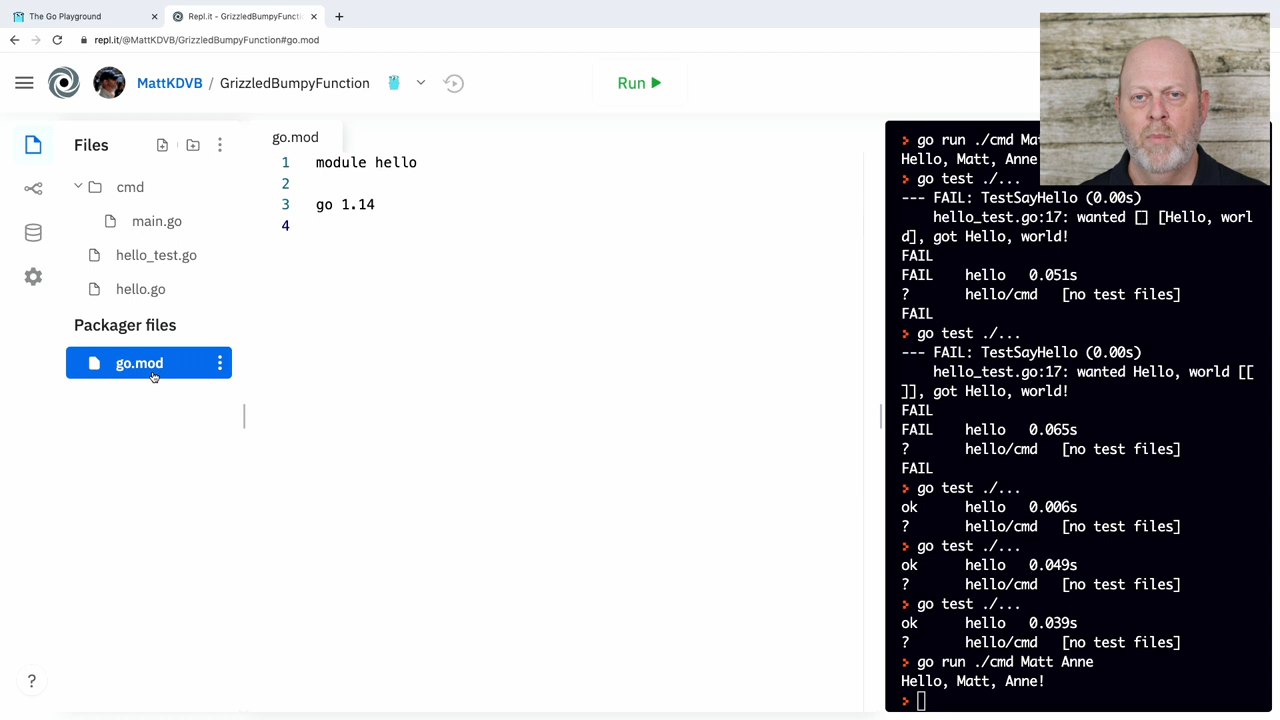 The Go Playground
Repl.it - GrizzledBumpyFuncti
repl.it/@MattKDVB/GrizzledBumpyFunction#go.mod
MattKDVB / GrizzledBumpyFunction
Run
Files
cmd
main.go
hello_test.go
hello.go
Packager files
go.mod
go.mod
1 module hello
2
3 go 1.14
4
go run ./cmd Mat
Hello, Matt, Anne
go test ./...
--- FAIL: TestSayHello (0.00s)
hello_test.go:17: wanted [] [Hello, worl
d], got Hello, world!
FAIL
FAIL hello 0.051s
? hello/cmd [no test files]
FAIL
go test ./...
--- FAIL: TestSayHello (0.00s)
hello_test.go:17: wanted Hello, world [[
]], got Hello, world!
FAIL
FAIL hello 0.065s
? hello/cmd [no test files]
FAIL
go test ./...
ok hello 0.006s
? hello/cmd [no test files]
go test ./...
ok hello 0.049s
? hello/cmd [no test files]
go test ./...
ok hello 0.039s
? hello/cmd [no test files]
go run ./cmd Matt Anne
Hello, Matt, Anne!
?